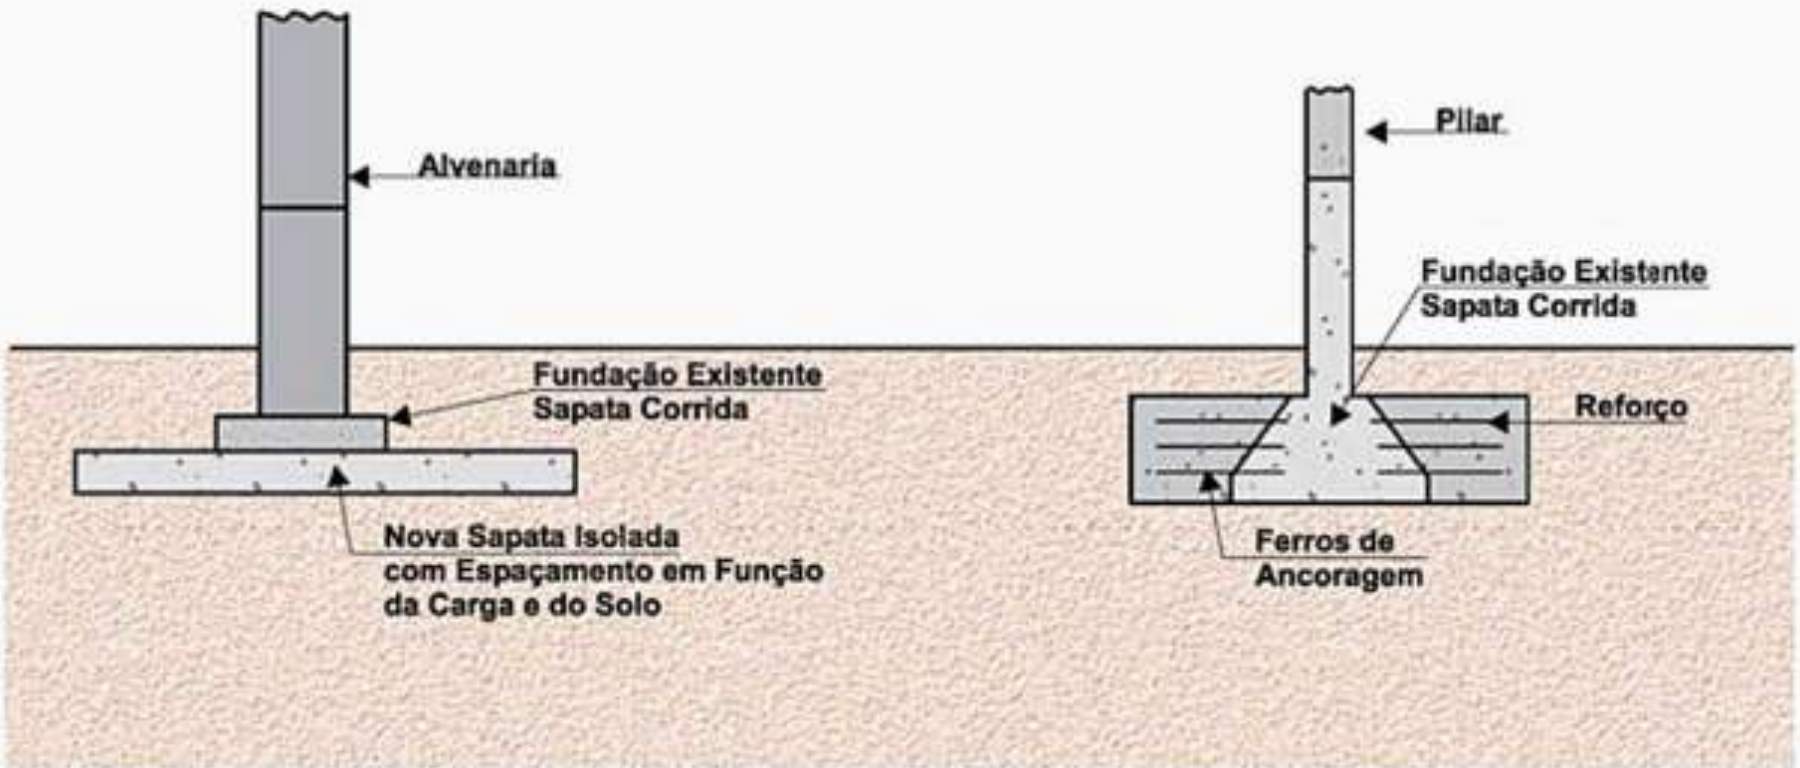 Alvenaria
Fundação Existente
Sapata Corrida
Nova Sapata Isolada
com Espaçamento em Função
da Carga e do Solo
Pilar
Fundação Existente
Sapata Corrida
Reforço
Ferros de
Ancoragem